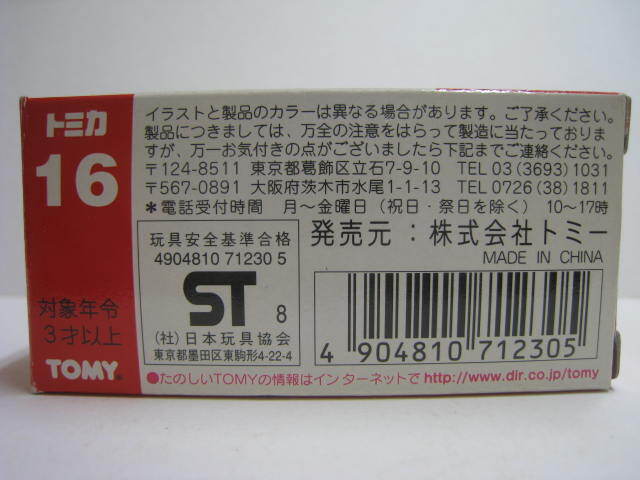 トミカ
16
対象年令
3才以上
TOMY
イラストと製品のカラーは異なる場合があります。ご了承ください。
製品につきましては、万全の注意をはらって製造に当たっておりま
すが、万一お気付きの点がございましたら下記までご連絡ください。
〒124-8511 東京都葛飾区立石7-9-10 TEL 03(3693)1031
〒567-0891 大阪府茨木市水尾1-1-13 TEL 0726(38)1811
＊電話受付時間 月〜金曜日(祝日・祭日を除く) 10〜17時
玩具安全基準合格
4904810 71230 5
ST 8
(社)日本玩具協会
東京都墨田区東駒形4-22-4
発売元：株式会社トミー
MADE IN CHINA
4 904810 712305
●たのしいTOMYの情報はインターネットで http://www.dir.co.jp/tomy